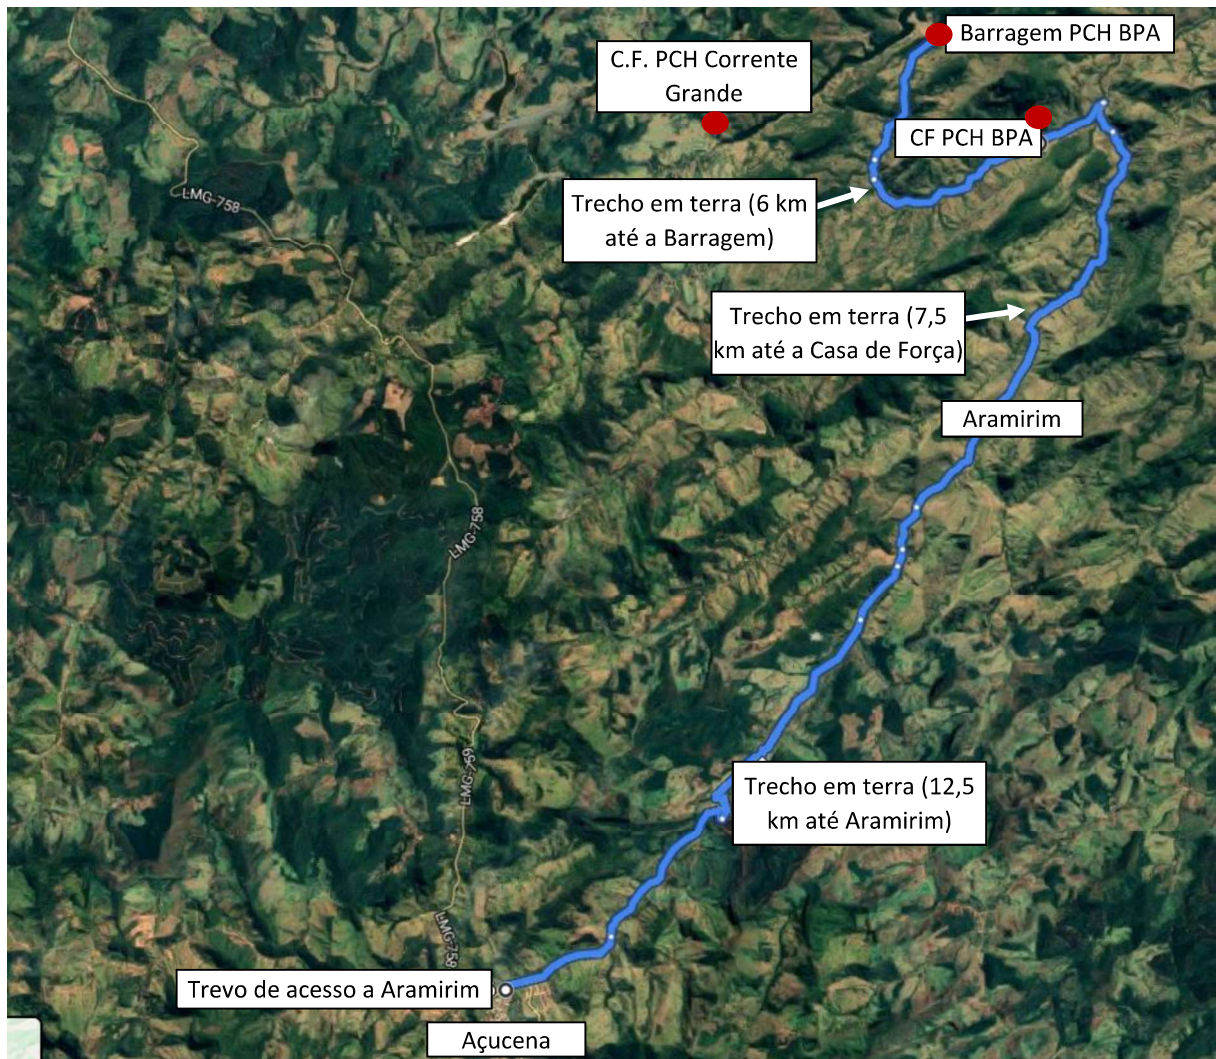 Barragem PCH BPA
C.F. PCH Corrente
Grande
CF PCH BPA
LMG-758
Trecho em terra (6 km
até a Barragem)
Trecho em terra (7,5
km até a Casa de Força)
Aramirim
LMG-758
LMG-759
Trecho em terra (12,5
km até Aramirim)
LMG-758
Trevo de acesso a Aramirim
Açucena